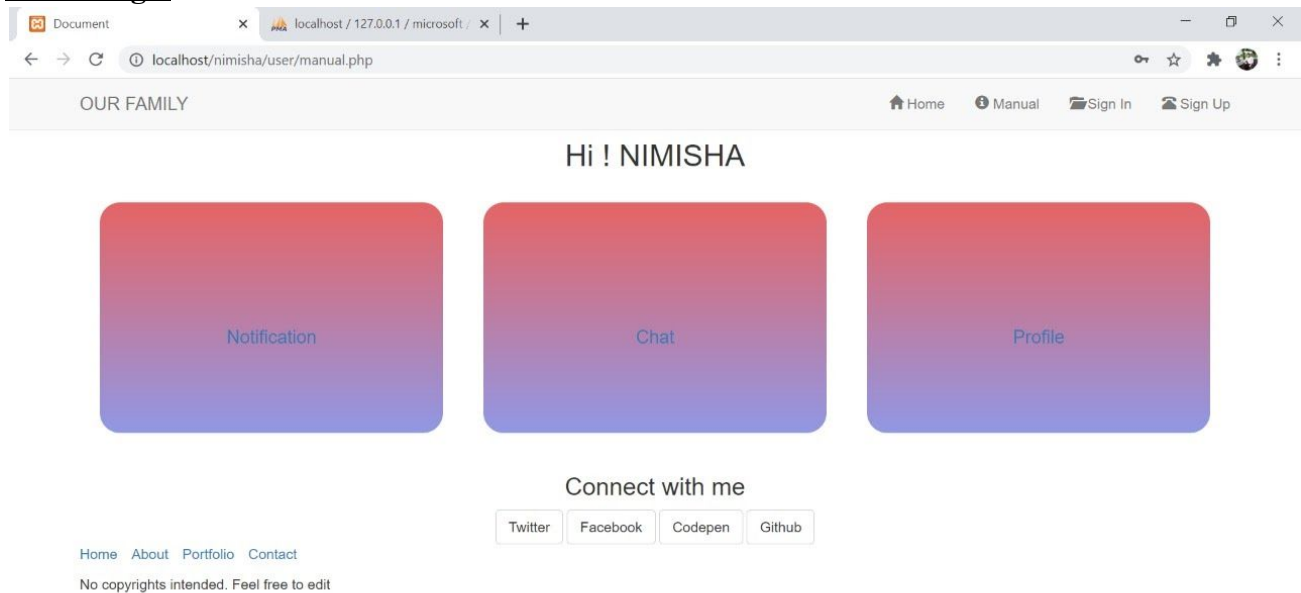 Document
localhost / 127.0.0.1 / microsoft /
localhost/nimisha/user/manual.php
OUR FAMILY
Home Manual Sign In Sign Up
Hi ! NIMISHA
Notification Chat Profile
Connect with me
Twitter Facebook Codepen Github
Home About Portfolio Contact
No copyrights intended. Feel free to edit